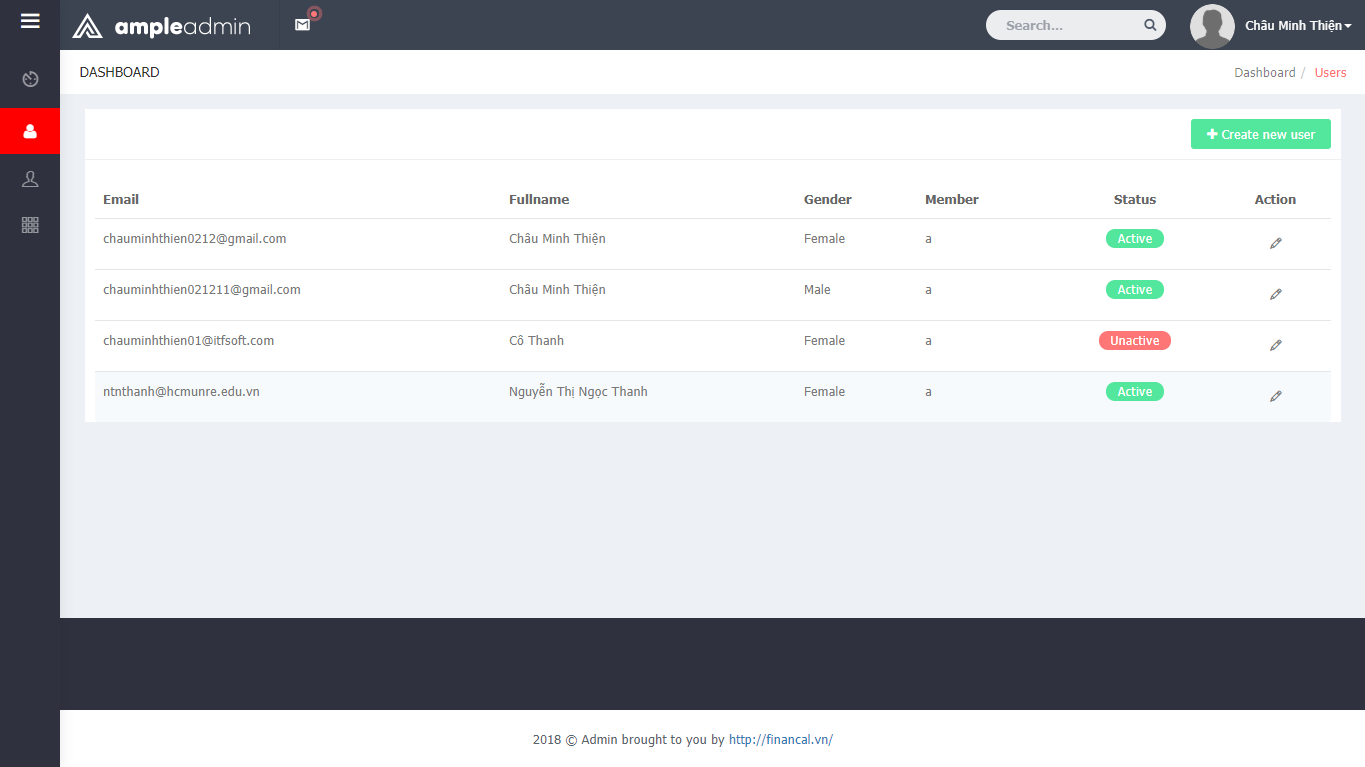 ampleadmin Search... Châu Minh Thiện
DASHBOARD Dashboard / Users
Create new user
Email Fullname Gender Member Status Action
chauminhthien0212@gmail.com Châu Minh Thiện Female a Active
chauminhthien021211@gmail.com Châu Minh Thiện Male a Active
chauminhthien01@itfsoft.com Cô Thanh Female a Unactive
ntnthanh@hcmunre.edu.vn Nguyễn Thị Ngọc Thanh Female a Active
2018 © Admin brought to you by http://financal.vn/